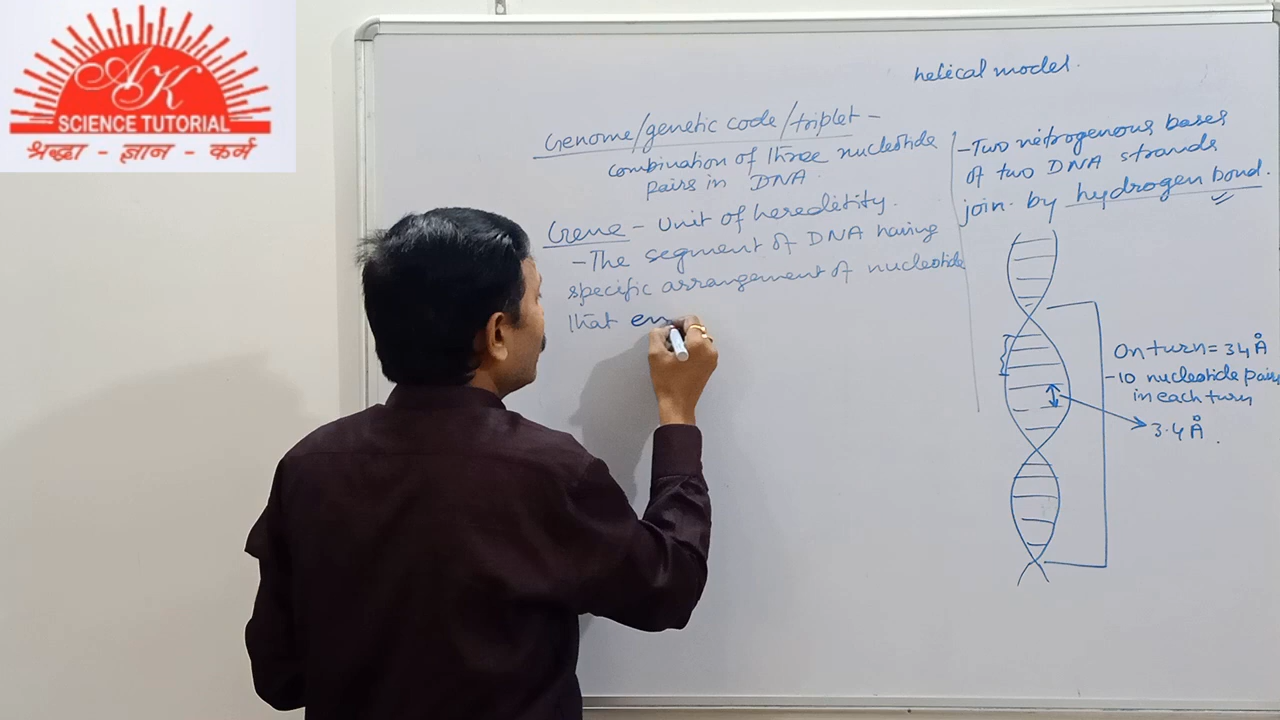 AK
SCIENCE TUTORIAL
श्रद्धा - ज्ञान - कर्म
helical model.
Genome/genetic code/triplet -
combination of three nucleotide
pairs in DNA.
Gene - Unit of hereditity.
- The segment of DNA having
specific arrangement of nucleotide
that en
- Two nitrogenous bases
of two DNA strands
join by hydrogen bond.
On turn = 34 Å
- 10 nucleotide pairs
in each turn
3.4 Å.